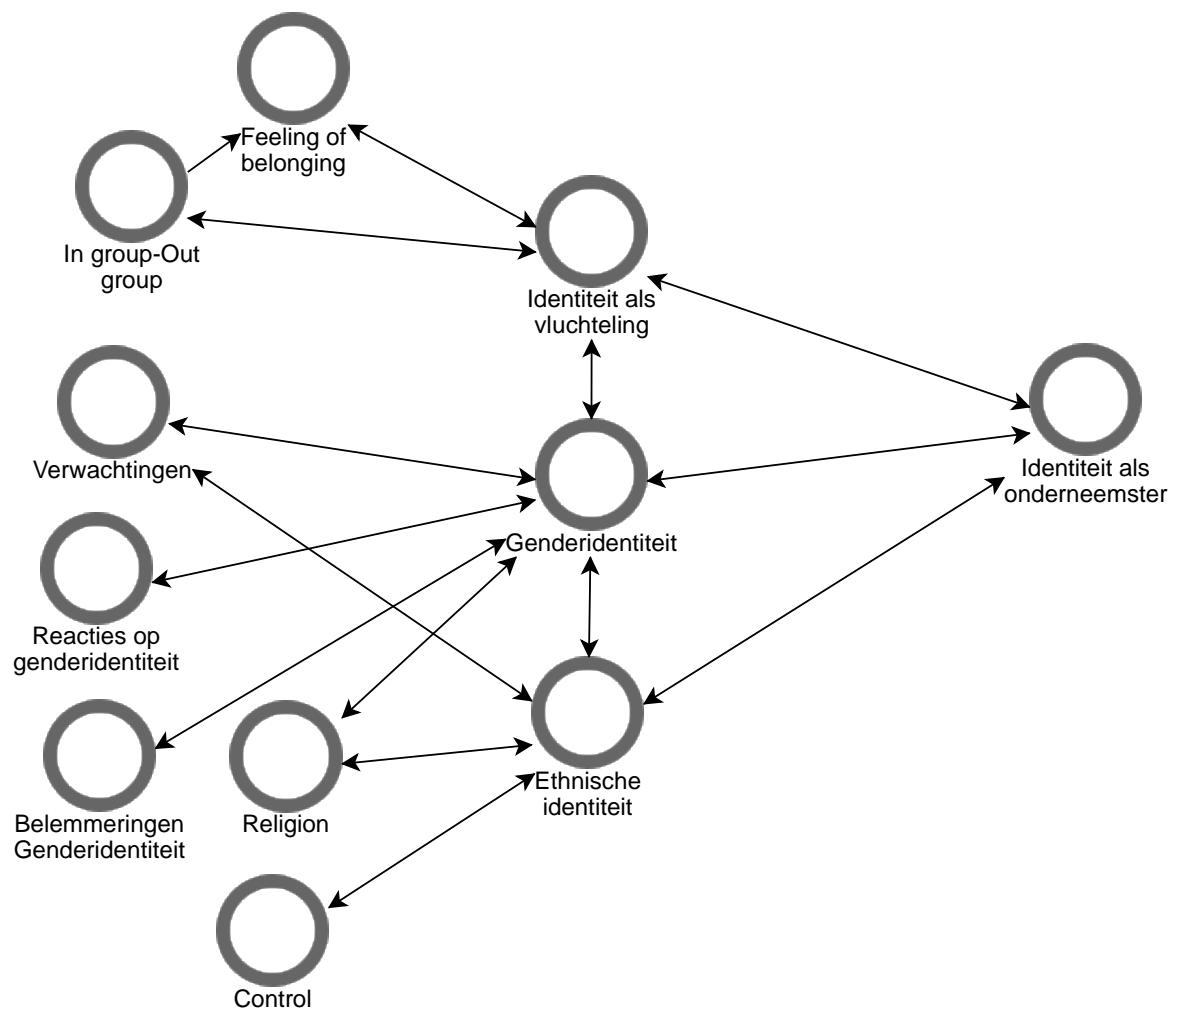 Feeling of
belonging
In group-Out
group
Identiteit als
vluchteling
Verwachtingen
Identiteit als
onderneemster
Genderidentiteit
Reacties op
genderidentiteit
Ethnische
identiteit
Belemmeringen
Genderidentiteit
Religion
Control